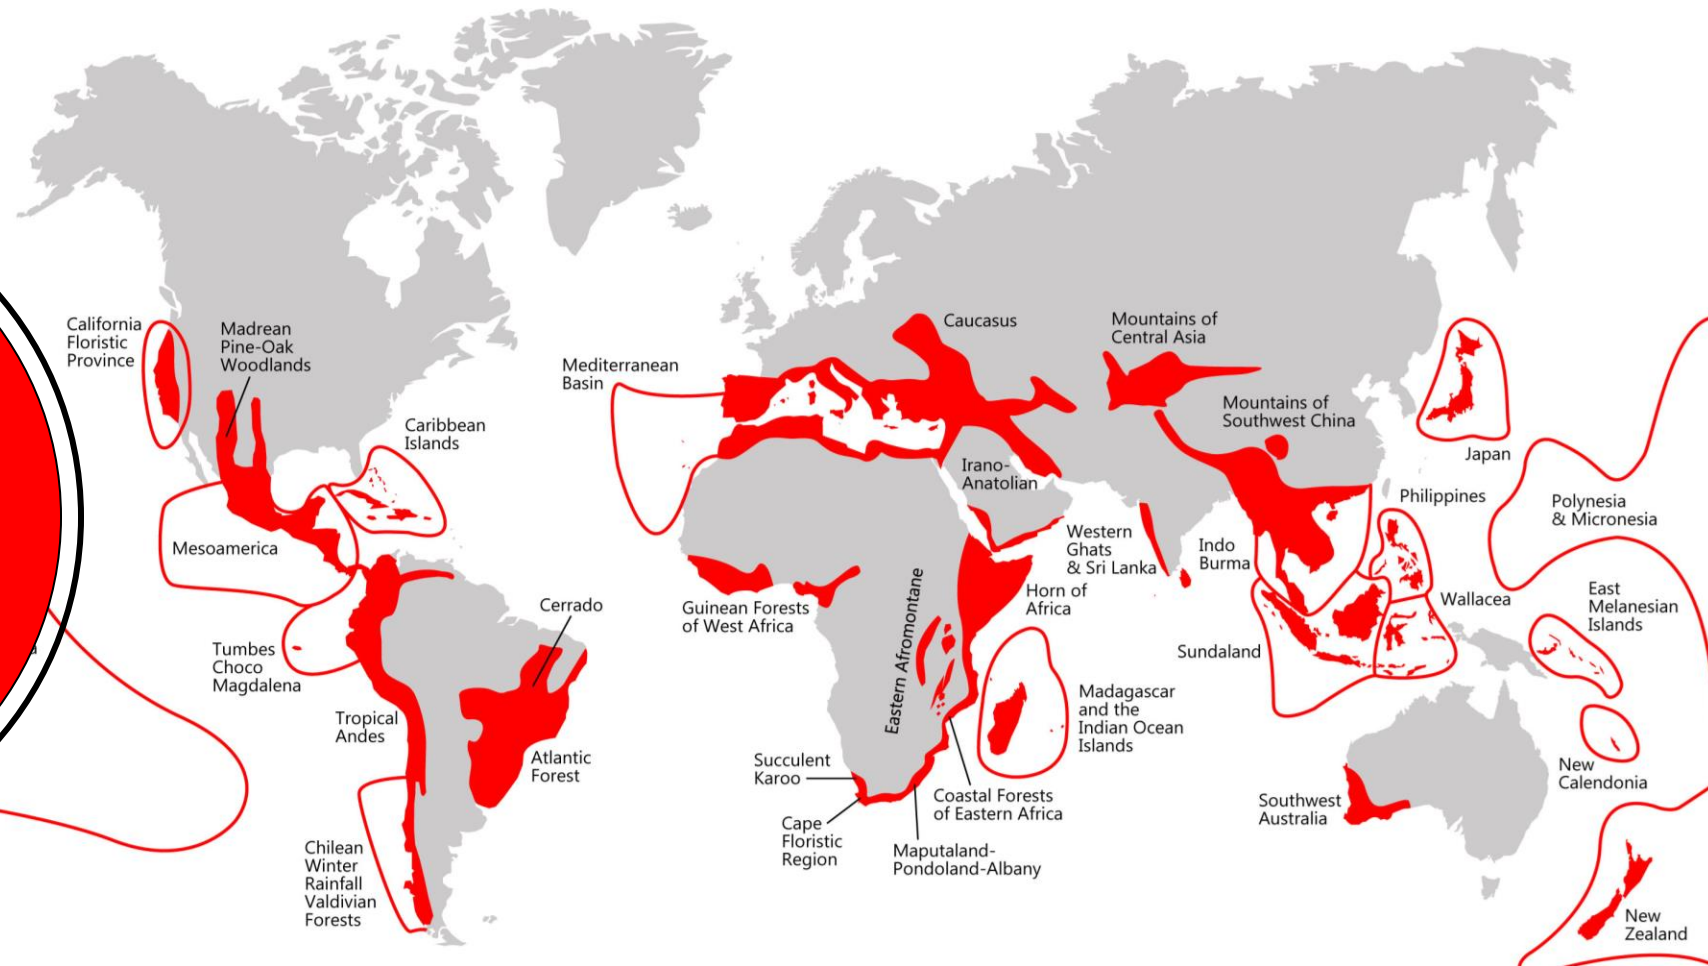 California
Floristic
Province
Madrean
Pine-Oak
Woodlands
Caribbean
Islands
Mesoamerica
Tumbes
Choco
Magdalena
Tropical
Andes
Cerrado
Atlantic
Forest
Chilean
Winter
Rainfall
Valdivian
Forests
Mediterranean
Basin
Caucasus
Irano-
Anatolian
Guinean Forests
of West Africa
Eastern Afromontane
Horn of
Africa
Succulent
Karoo
Cape
Floristic
Region
Maputaland-
Pondoland-Albany
Coastal Forests
of Eastern Africa
Madagascar
and the
Indian Ocean
Islands
Mountains of
Central Asia
Mountains of
Southwest China
Western
Ghats
& Sri Lanka
Indo
Burma
Japan
Philippines
Polynesia
& Micronesia
Wallacea
Sundaland
East
Melanesian
Islands
New
Calendonia
Southwest
Australia
New
Zealand